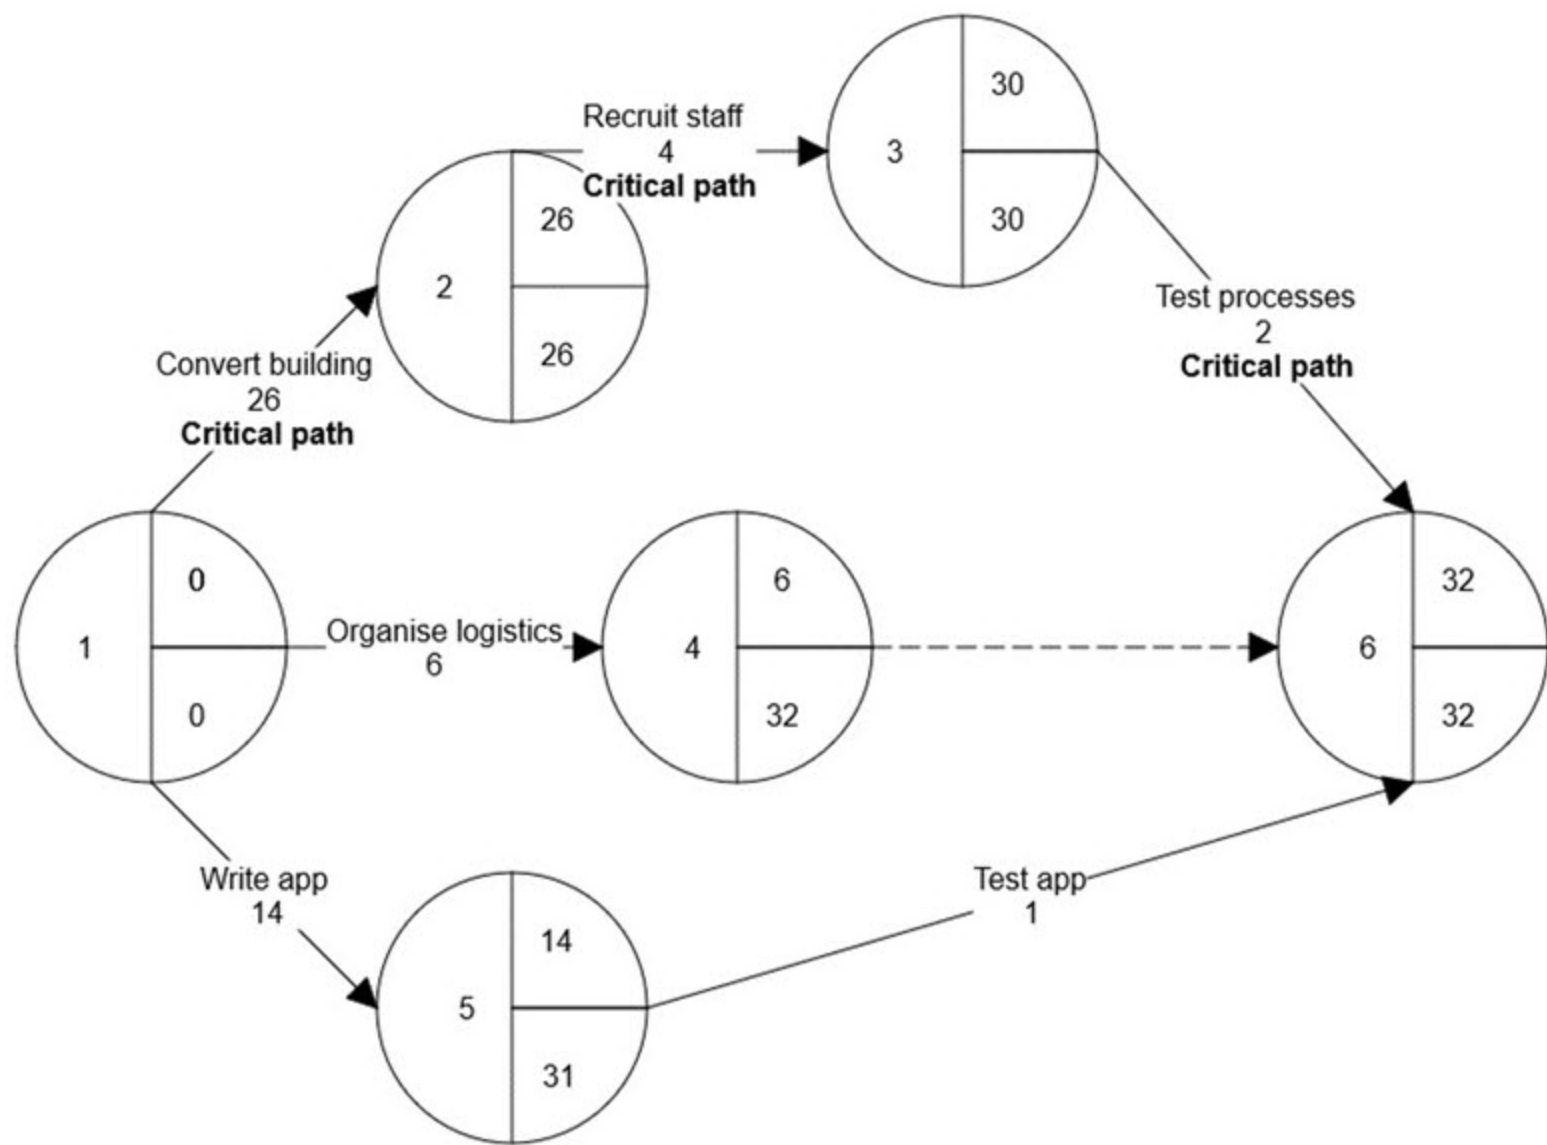 30
Recruit staff
4
Critical path
3
26
30
2
Test processes
2
Critical path
26
Convert building
26
Critical path
0
6
32
1
Organise logistics
6
4
6
0
32
32
Write app
14
Test app
1
14
5
31